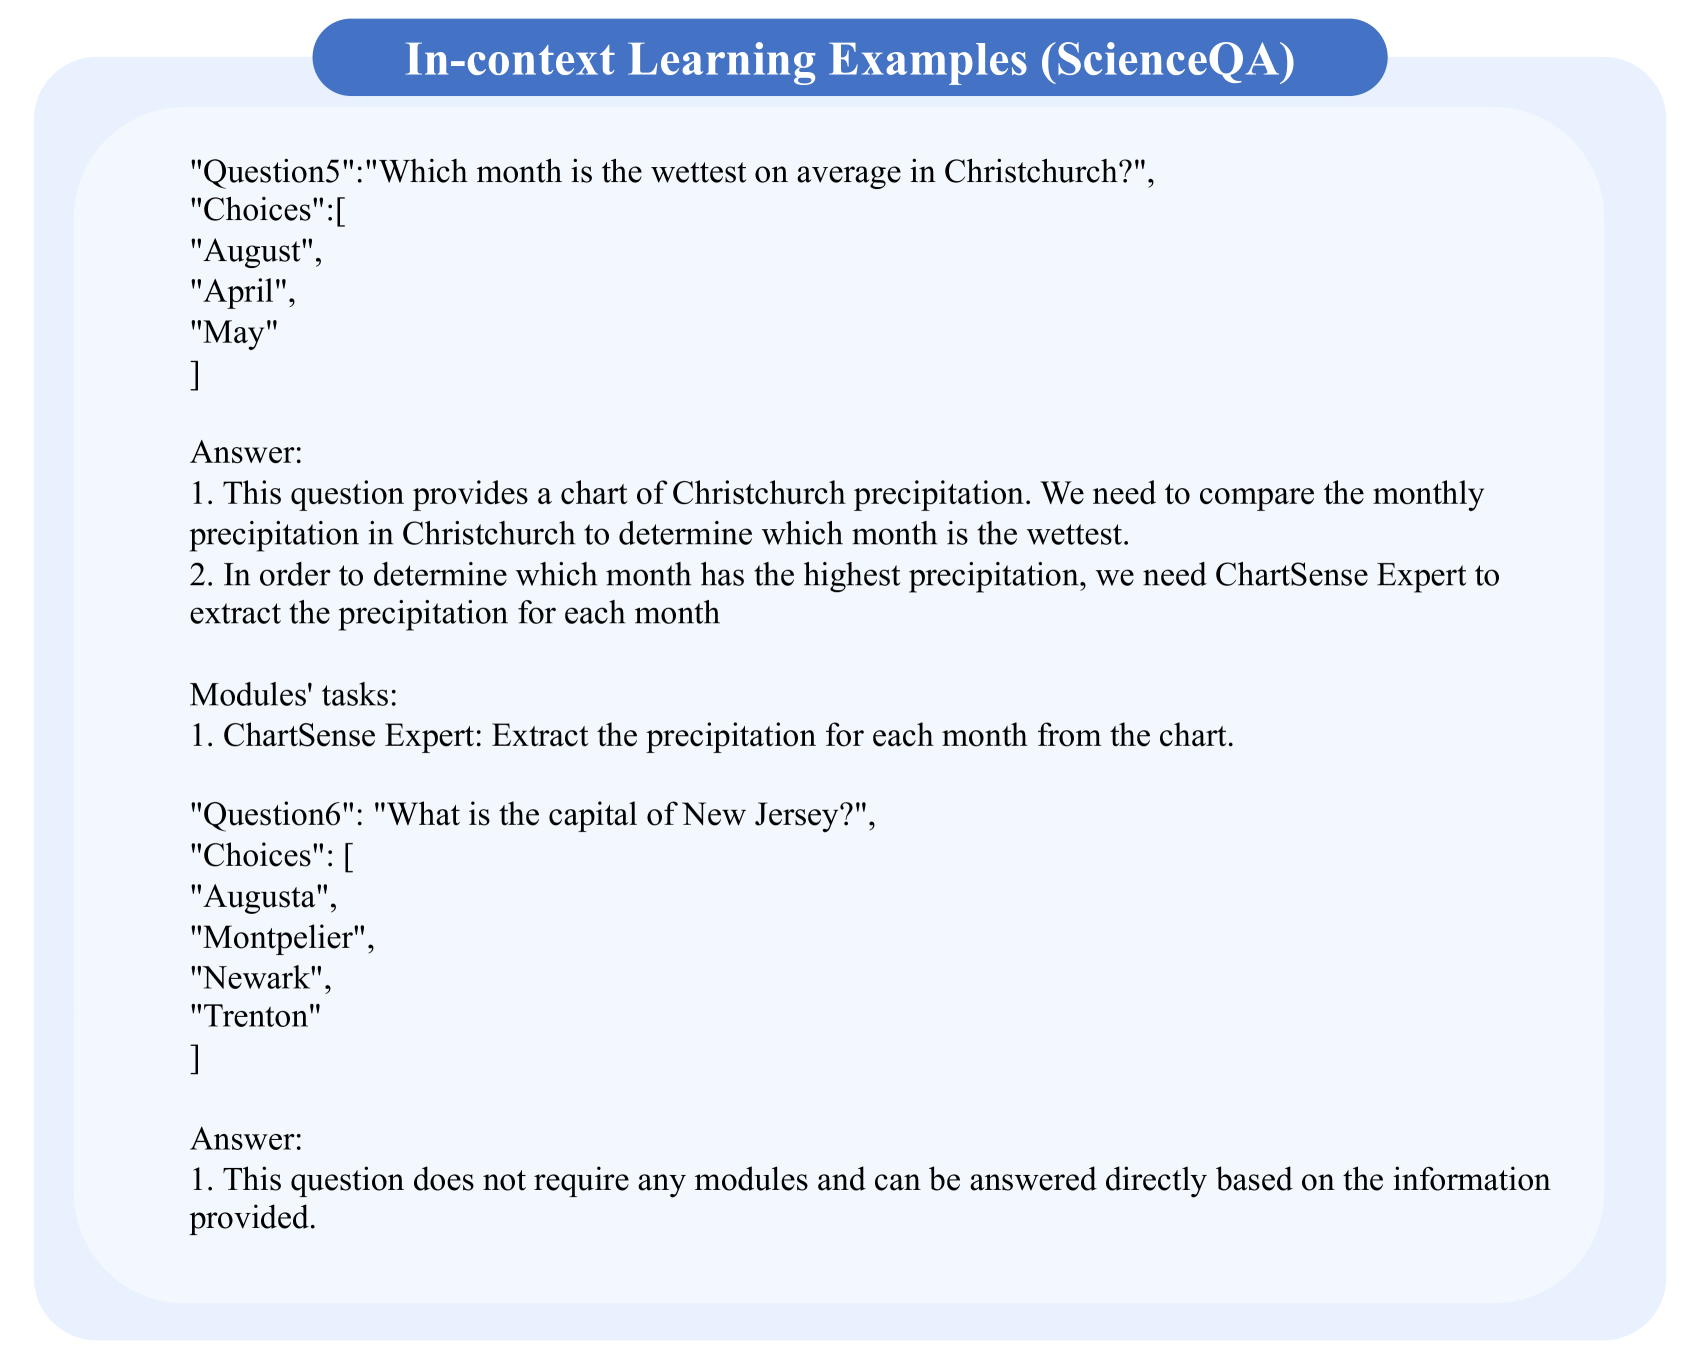 In-context Learning Examples (ScienceQA)
"Question5":"Which month is the wettest on average in Christchurch?",
"Choices":[
"August",
"April",
"May"
]
Answer:
1. This question provides a chart of Christchurch precipitation. We need to compare the monthly
precipitation in Christchurch to determine which month is the wettest.
2. In order to determine which month has the highest precipitation, we need ChartSense Expert to
extract the precipitation for each month
Modules' tasks:
1. ChartSense Expert: Extract the precipitation for each month from the chart.
"Question6": "What is the capital of New Jersey?",
"Choices": [
"Augusta",
"Montpelier",
"Newark",
"Trenton"
]
Answer:
1. This question does not require any modules and can be answered directly based on the information
provided.